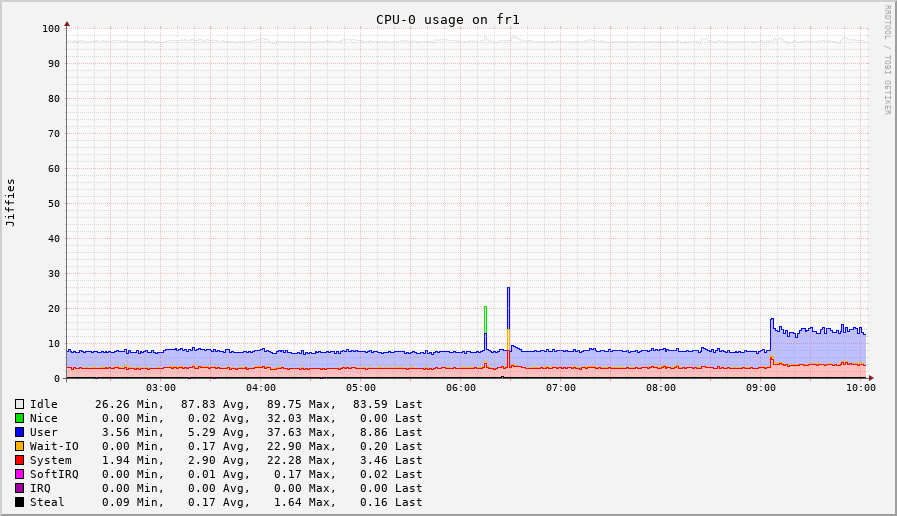 CPU-0 usage on fr1
RRDTOOL / TOBI OETIKER
Jiffies
100
90
80
70
60
50
40
30
20
10
0
03:00 04:00 05:00 06:00 07:00 08:00 09:00 10:00
Idle 26.26 Min, 87.83 Avg, 89.75 Max, 83.59 Last
Nice 0.00 Min, 0.02 Avg, 32.03 Max, 0.00 Last
User 3.56 Min, 5.29 Avg, 37.63 Max, 8.86 Last
Wait-IO 0.00 Min, 0.17 Avg, 22.90 Max, 0.20 Last
System 1.94 Min, 2.90 Avg, 22.28 Max, 3.46 Last
SoftIRQ 0.00 Min, 0.01 Avg, 0.17 Max, 0.02 Last
IRQ 0.00 Min, 0.00 Avg, 0.00 Max, 0.00 Last
Steal 0.09 Min, 0.17 Avg, 1.64 Max, 0.16 Last